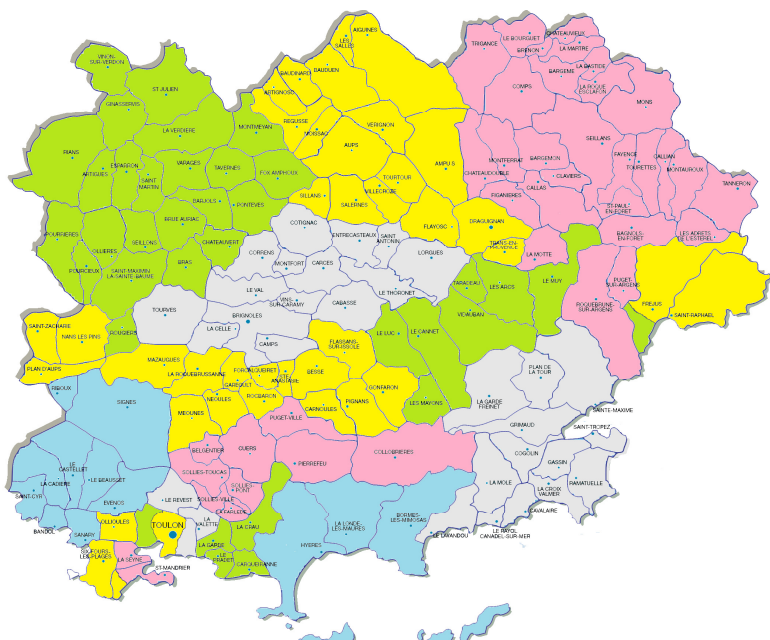 AIGUINES
LES
SALLES
VINON-
SUR-VERDON
BAUDUEN
BAUDINARD
ARTIGNOSC
ST JULIEN
GINASSERVIS
LA VERDIERE
MONTMEYAN
REGUSSE
MOISSAC
VERIGNON
AUPS
AMPUS
TRIGANCE
LE BOURGUET
CHATEAUVIEUX
BRENON
LA MARTRE
BARGEME
LA BASTIDE
LA ROQUE
ESCLAPON
COMPS
MONS
RIANS
ARTIGUES
ESPARRON
SAINT
MARTIN
VARAGES
TAVERNES
FOX-AMPHOUX
SEILLANS
FAYENCE
TOURETTES
CALLIAN
MONTAUROUX
TANNERON
MONTFERRAT
BARGEMON
CHATEAUDOUBLE
CLAVIERS
CALLAS
FIGANIERES
TOURTOUR
VILLECROZE
SILLANS
SALERNES
BARJOLS
PONTEVES
BRUE AURIAC
ST-PAUL-
EN-FORET
BAGNOLS-
EN-FORET
LES ADRETS
DE L'ESTEREL
POURRIERES
OLLIERES
SEILLONS
CHATEAUVERT
COTIGNAC
ENTRECASTEAUX
SAINT
ANTONIN
FLAYOSC
DRAGUIGNAN
TRANS-EN-
PROVENCE
LA MOTTE
LORGUES
POURCIEUX
SAINT-MAXIMIN
LA-SAINTE-BAUME
BRAS
CORRENS
MONTFORT
CARCES
LE THORONET
TARADEAU
LES ARCS
LE MUY
PUGET-
SUR-ARGENS
ROQUEBRUNE-
SUR-ARGENS
FREJUS
SAINT-RAPHAEL
LE VAL
VINS-
SUR-CARAMY
CABASSE
TOURVES
BRIGNOLES
LA CELLE
CAMPS
VIDAUBAN
LE LUC
LE CANNET
SAINT-ZACHARIE
NANS LES PINS
ROUGIERS
FLASSANS-
SUR-ISSOLE
PLAN D'AUPS
MAZAUGUES
LA ROQUEBRUSSANNE
FORCALQUEIRET
GAREOULT
STE
ANASTASIE
BESSE
GONFARON
PLAN DE
LA TOUR
RIBOUX
SIGNES
MEOUNES
NEOULES
ROCBARON
CARNOULES
PIGNANS
LES MAYONS
LA GARDE
FREINET
SAINTE-MAXIME
PUGET-VILLE
GRIMAUD
SAINT-TROPEZ
BELGENTIER
CUERS
PIERREFEU
COLLOBRIERES
COGOLIN
GASSIN
LE
CASTELLET
LA CADIERE
LE BEAUSSET
SOLLIES-TOUCAS
SOLLIES-
PONT
SOLLIES-VILLE
LA MOLE
LA CROIX
VALMER
RAMATUELLE
SAINT-CYR
EVENOS
LE REVEST
LA FARLEDE
BANDOL
OLLIOULES
TOULON
LA
VALETTE
LA CRAU
LA LONDE-
LES-MAURES
BORMES-
LES-MIMOSAS
CAVALAIRE
LE RAYOL
CANADEL-SUR-MER
LE LAVANDOU
SANARY
SIX-FOURS-
LES-PLAGES
LA SEYNE
ST-MANDRIER
LA GARDE
LE
PRADET
CARQUEIRANNE
HYERES